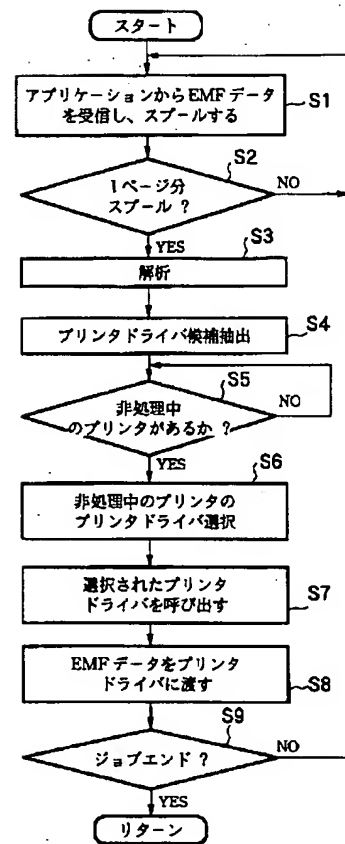 スタート
アプリケーションからEMFデータ
を受信し、スプールする
S1
S2
1ページ分
スプール ?
NO
YES
S3
解析
プリンタドライバ候補抽出
S4
S5
非処理中
のプリンタがあるか ?
NO
YES
S6
非処理中のプリンタの
プリンタドライバ選択
選択されたプリンタ
ドライバを呼び出す
S7
EMFデータをプリンタ
ドライバに渡す
S8
S9
ジョブエンド ?
NO
YES
リターン